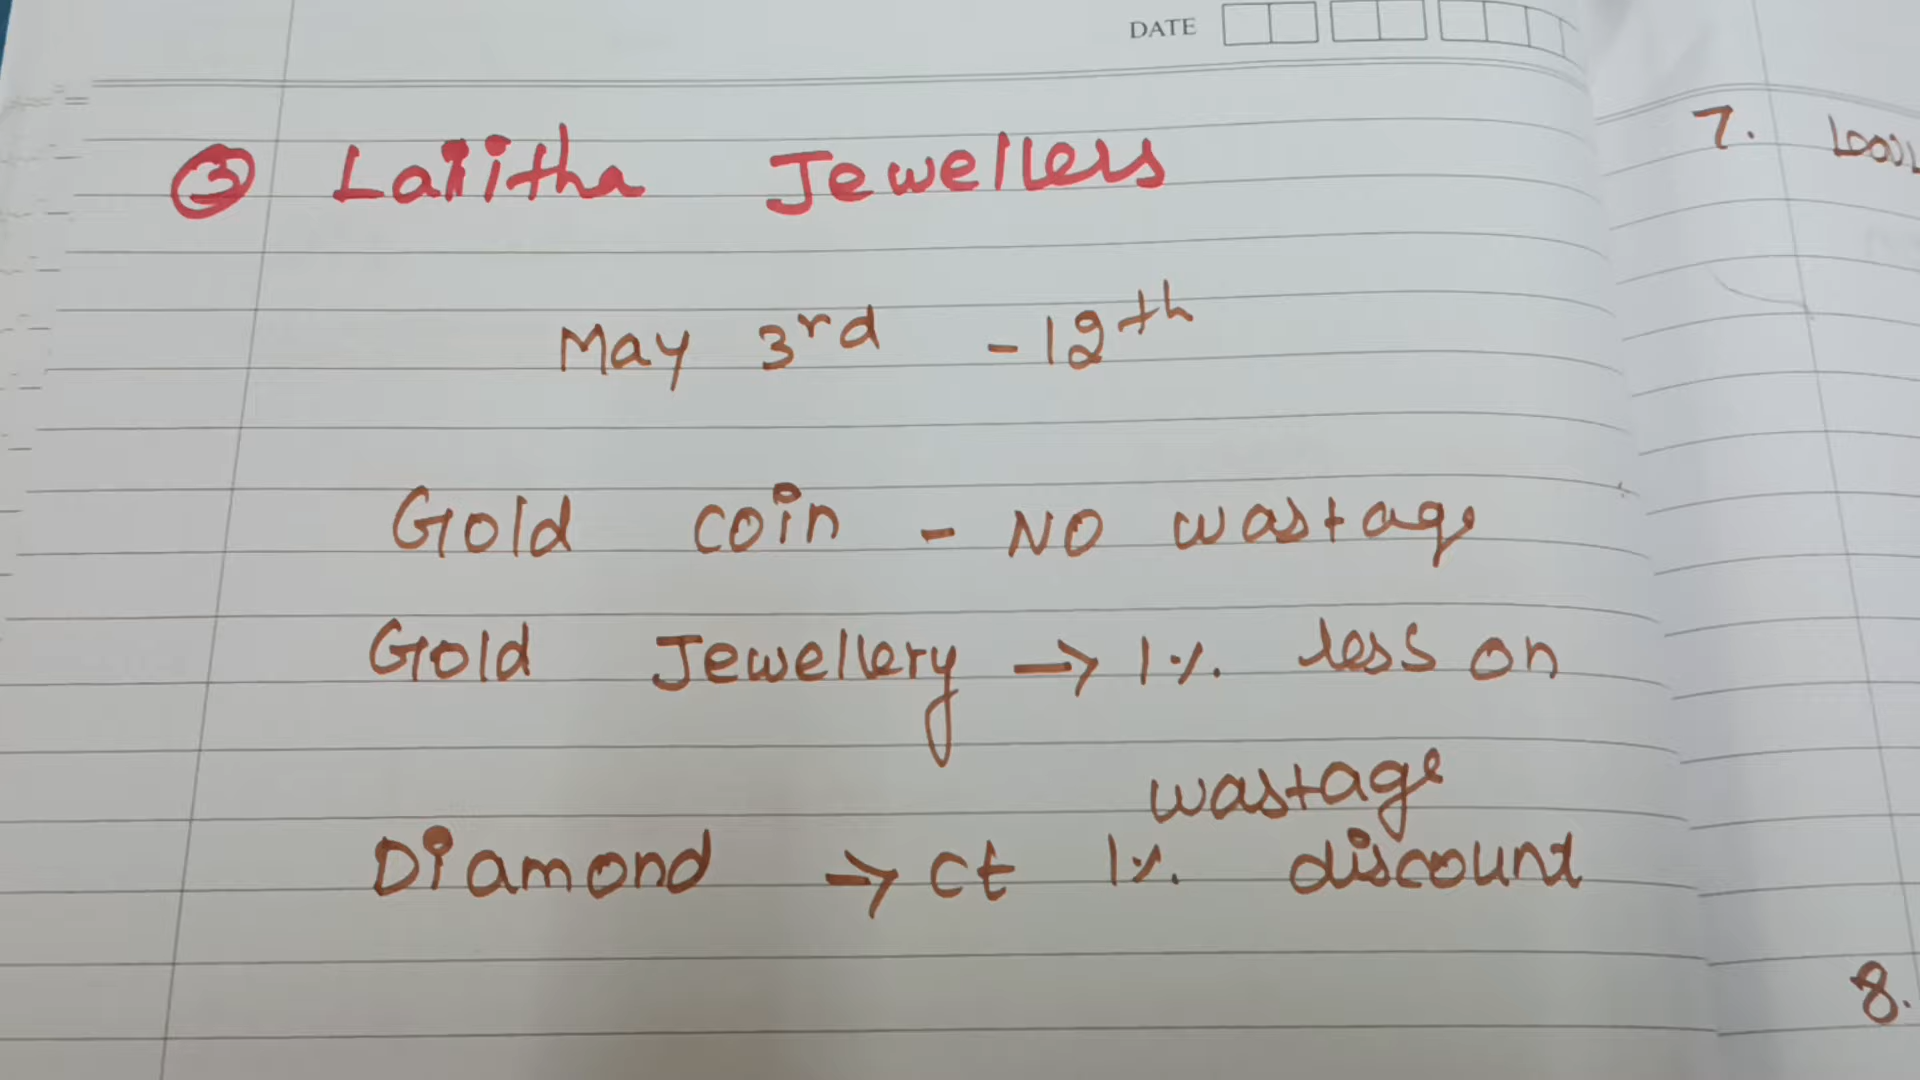 DATE
③ Lalitha Jewellers
May 3rd - 12th
Gold coin - NO wastage
Gold Jewellery → 1%. less on
wastage
Diamond → ct 1%. discount
7.
8.